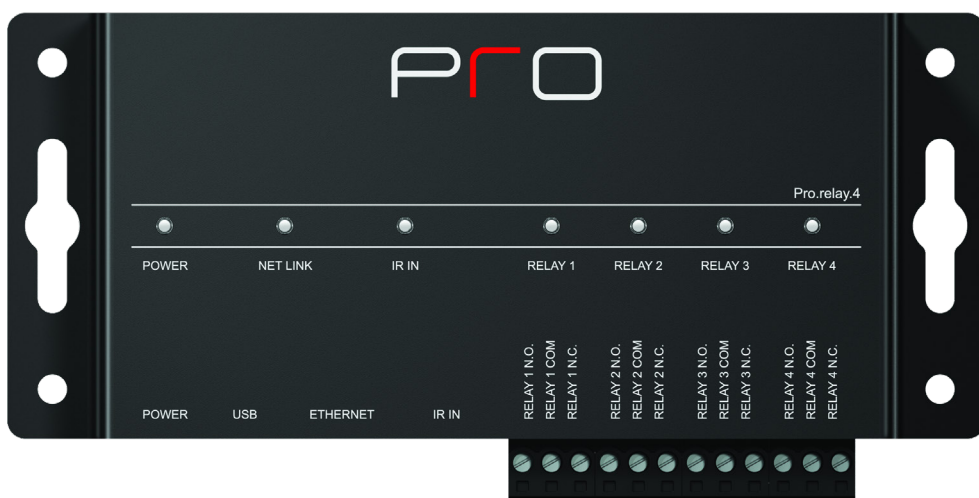 Pro
Pro.relay.4
POWER NET LINK IR IN RELAY 1 RELAY 2 RELAY 3 RELAY 4
RELAY 1 N.O.
RELAY 1 COM
RELAY 1 N.C.
RELAY 2 N.O.
RELAY 2 COM
RELAY 2 N.C.
RELAY 3 N.O.
RELAY 3 COM
RELAY 3 N.C.
RELAY 4 N.O.
RELAY 4 COM
RELAY 4 N.C.
POWER USB ETHERNET IR IN